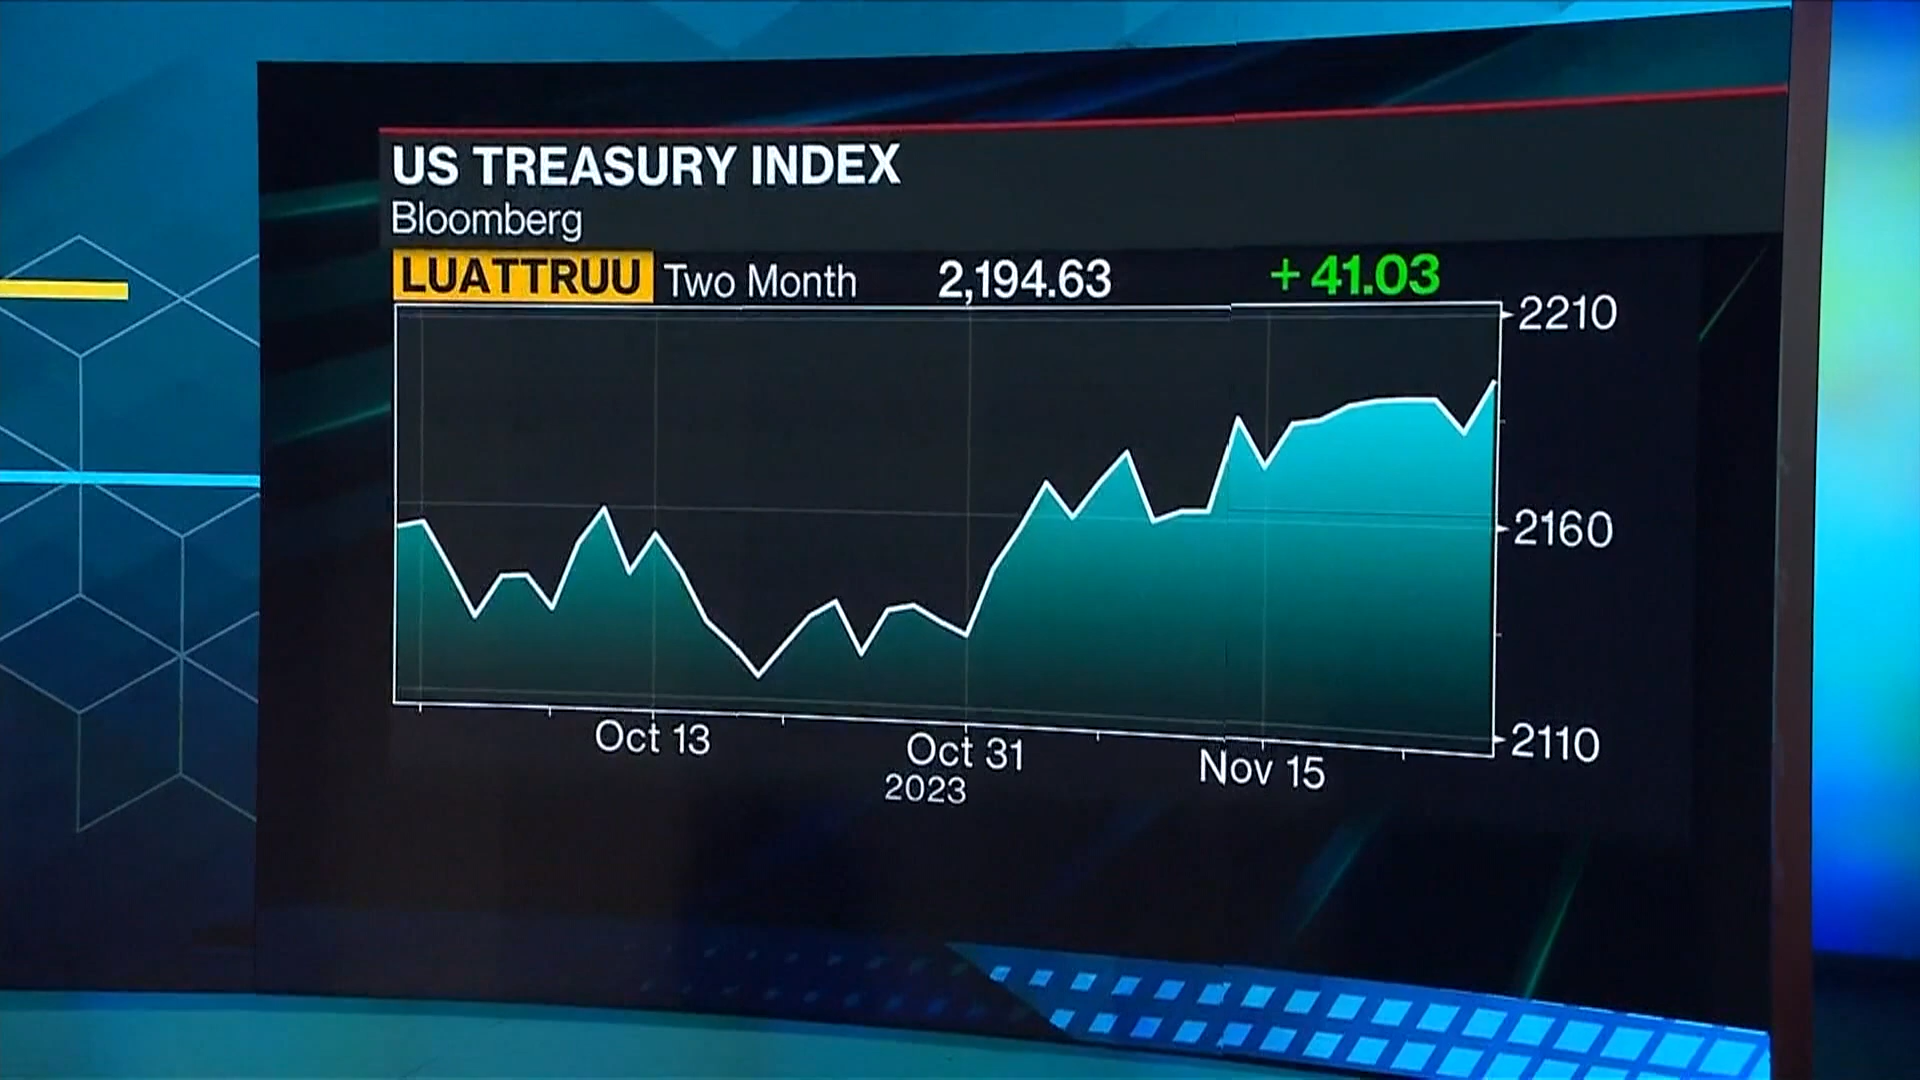 US TREASURY INDEX
Bloomberg
LUATTRUU Two Month 2,194.63 +41.03
2210
2160
2110
Oct 13 Oct 31 Nov 15
2023